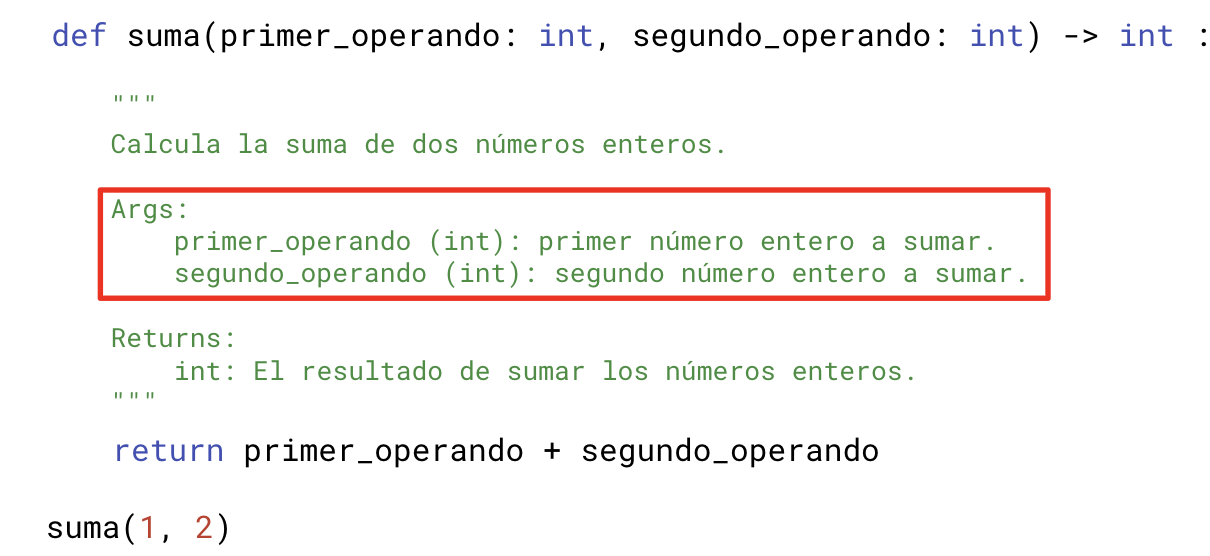 def suma(primer_operando: int, segundo_operando: int) -> int :
"""
Calcula la suma de dos números enteros.
Args:
primer_operando (int): primer número entero a sumar.
segundo_operando (int): segundo número entero a sumar.
Returns:
int: El resultado de sumar los números enteros.
"""
return primer_operando + segundo_operando
suma(1, 2)